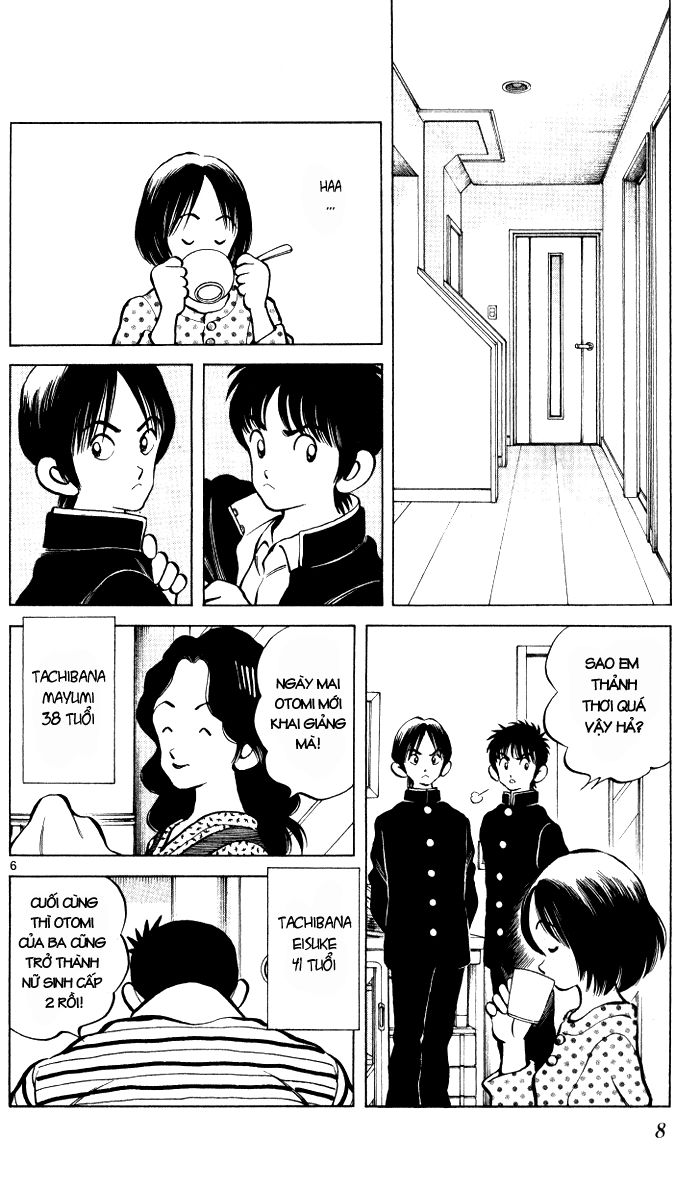 HAA
...
SAO EM
THẢNH
THƠI QUÁ
VẬY HẢ?
NGÀY MAI
OTOMI MỚI
KHAI GIẢNG
MÀ!
TACHIBANA
MAYUMI
38 TUỔI
6
CUỐI CÙNG
THÌ OTOMI
CỦA BA CŨNG
TRỞ THÀNH
NỮ SINH CẤP
2 RỒI!
TACHIBANA
EISUKE
41 TUỔI
8